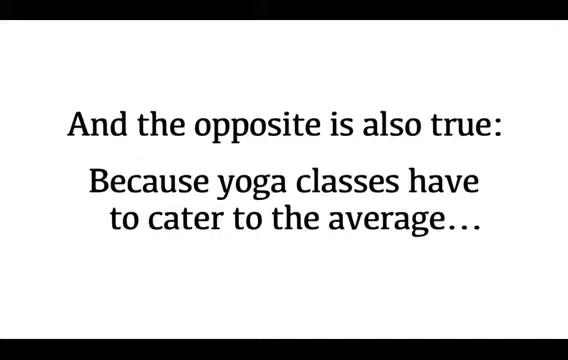 And the opposite is also true:
Because yoga classes have
to cater to the average...